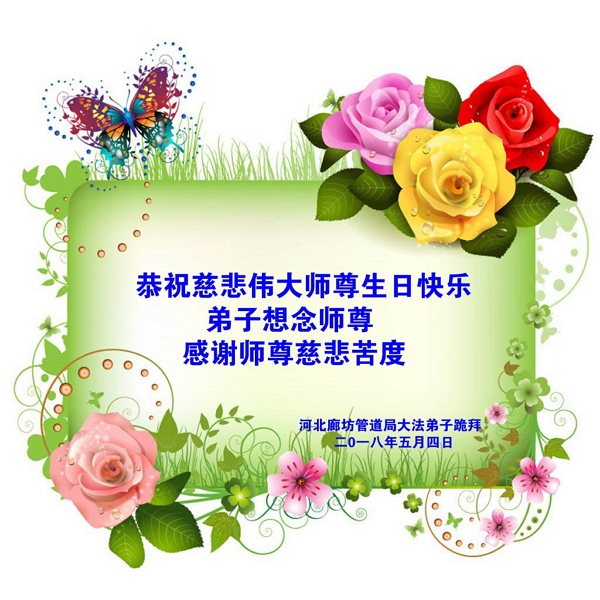 恭祝慈悲伟大师尊生日快乐
弟子想念师尊
感谢师尊慈悲苦度
河北廊坊管道局大法弟子跪拜
二0一八年五月四日